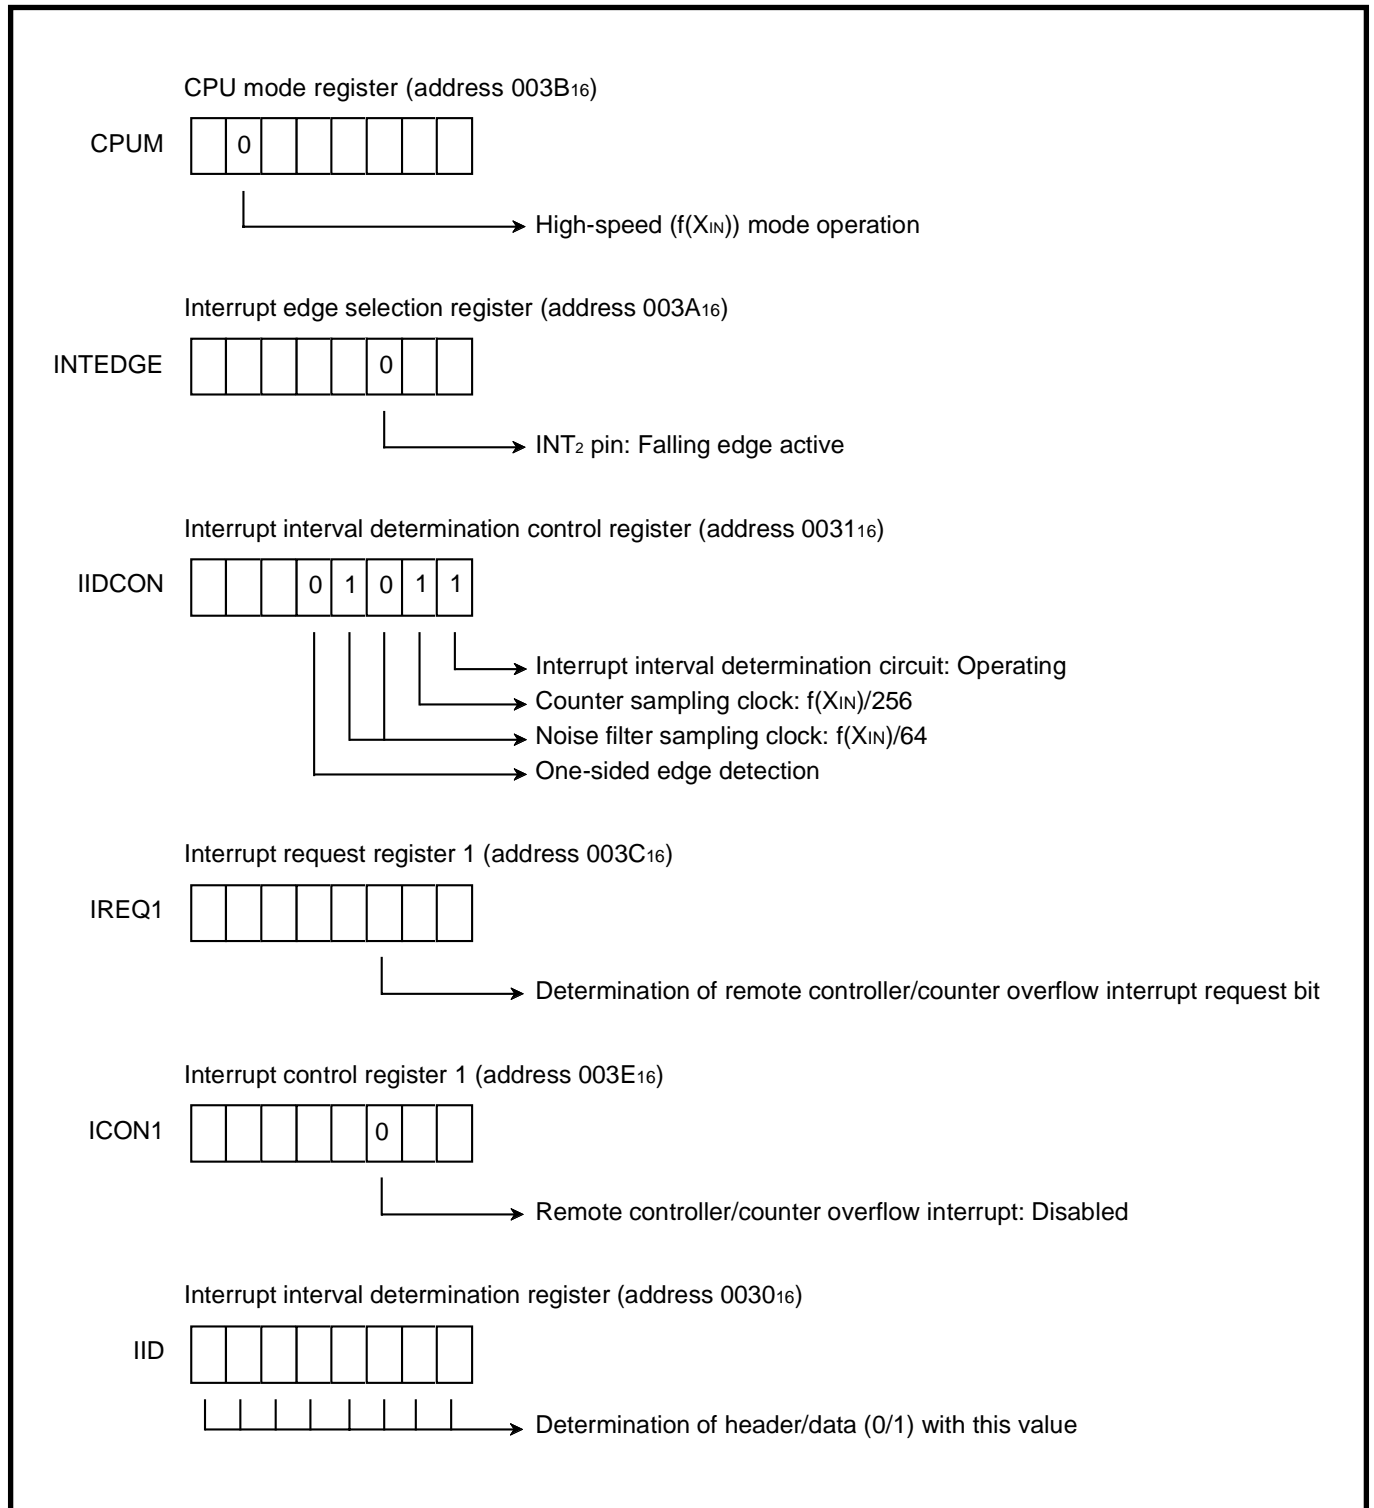 CPU mode register (address 003B16)
CPUM 0
High-speed (f(XIN)) mode operation
Interrupt edge selection register (address 003A16)
INTEDGE 0
INT2 pin: Falling edge active
Interrupt interval determination control register (address 003116)
IIDCON 0 1 0 1 1
Interrupt interval determination circuit: Operating
Counter sampling clock: f(XIN)/256
Noise filter sampling clock: f(XIN)/64
One-sided edge detection
Interrupt request register 1 (address 003C16)
IREQ1
Determination of remote controller/counter overflow interrupt request bit
Interrupt control register 1 (address 003E16)
ICON1 0
Remote controller/counter overflow interrupt: Disabled
Interrupt interval determination register (address 003016)
IID
Determination of header/data (0/1) with this value